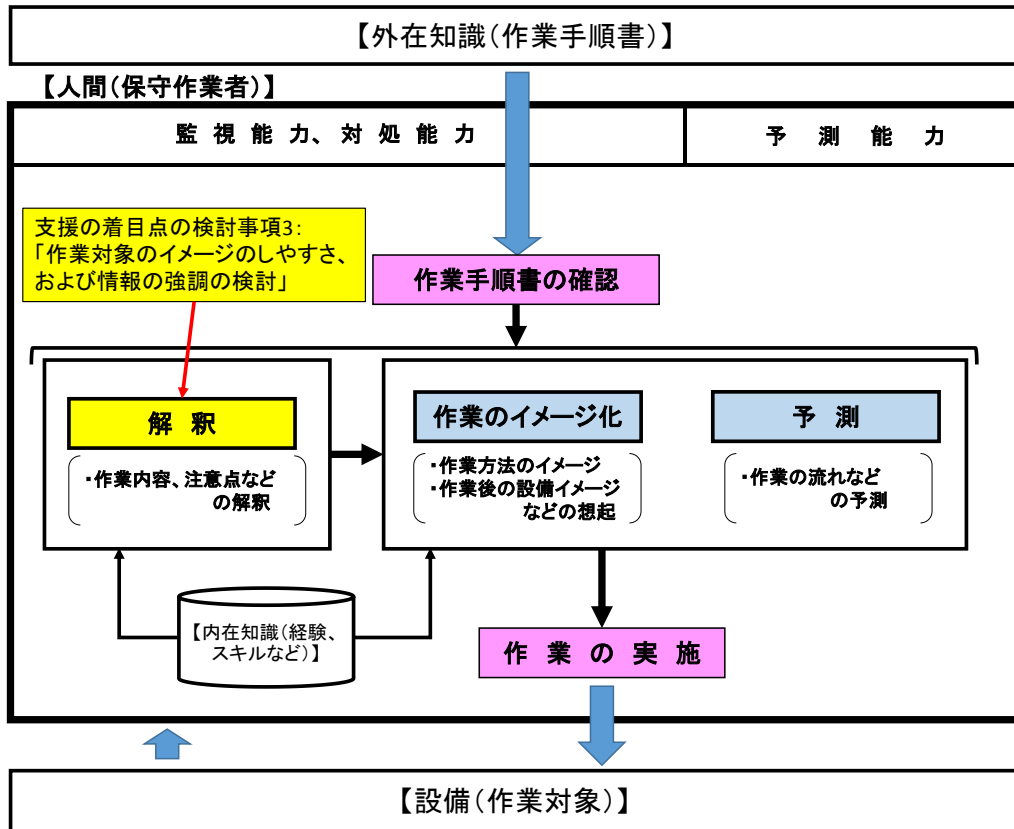 【外在知識(作業手順書)】
【人間(保守作業者)】
監視能力、対処能力
予測能力
支援の着目点の検討事項3:
「作業対象のイメージのしやすさ、
および情報の強調の検討」
作業手順書の確認
解釈
・作業内容、注意点など
の解釈
作業のイメージ化
・作業方法のイメージ
・作業後の設備イメージ
などの想起
予測
・作業の流れなど
の予測
【内在知識(経験、
スキルなど)】
作業の実施
【設備(作業対象)】